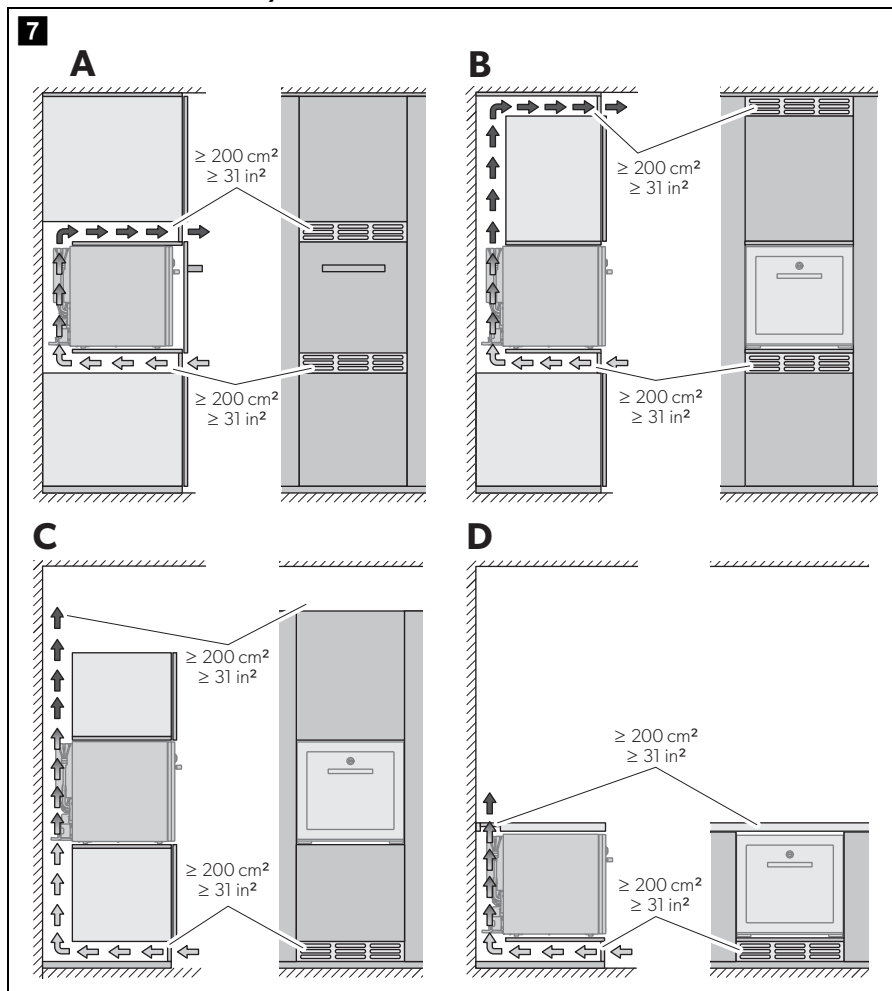 7
A
≥ 200 cm²
≥ 31 in²
≥ 200 cm²
≥ 31 in²
B
≥ 200 cm²
≥ 31 in²
≥ 200 cm²
≥ 31 in²
C
≥ 200 cm²
≥ 31 in²
≥ 200 cm²
≥ 31 in²
D
≥ 200 cm²
≥ 31 in²
≥ 200 cm²
≥ 31 in²